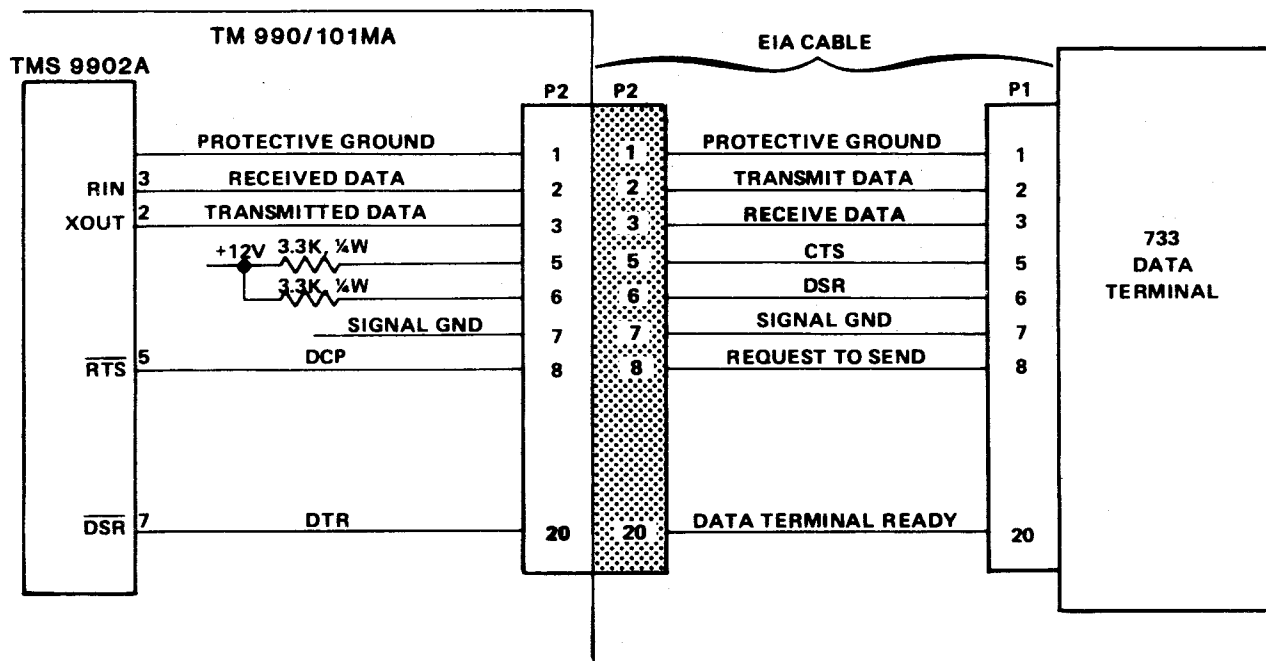 TM 990/101MA
EIA CABLE
TMS 9902A
P2 P2 P1
PROTECTIVE GROUND 1 1 PROTECTIVE GROUND 1
RIN 3 RECEIVED DATA 2 2 TRANSMIT DATA 2
XOUT 2 TRANSMITTED DATA 3 3 RECEIVE DATA 3
+12V 3.3K, ¼W 5 5 CTS 5
3.3K, ¼W 6 6 DSR 6
SIGNAL GND 7 7 SIGNAL GND 7
RTS 5 DCP 8 8 REQUEST TO SEND 8
DSR 7 DTR 20 20 DATA TERMINAL READY 20
733
DATA
TERMINAL